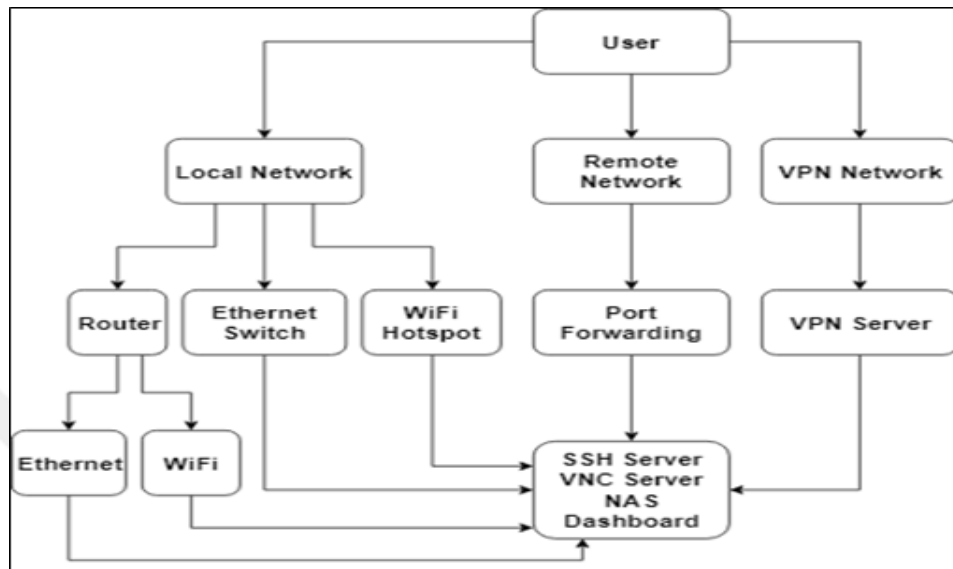 User
Local Network
Remote
Network
VPN Network
Router
Ethernet
Switch
WiFi
Hotspot
Port
Forwarding
VPN Server
Ethernet
WiFi
SSH Server
VNC Server
NAS
Dashboard